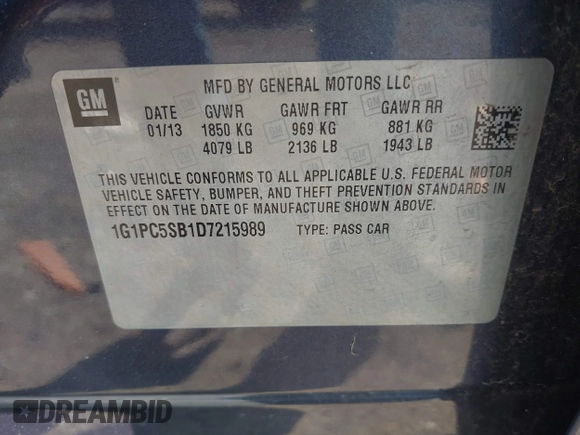 GM
MFD BY GENERAL MOTORS LLC
DATE GVWR GAWR FRT GAWR RR
01/13 1850 KG 969 KG 881 KG
4079 LB 2136 LB 1943 LB
THIS VEHICLE CONFORMS TO ALL APPLICABLE U.S. FEDERAL MOTOR
VEHICLE SAFETY, BUMPER, AND THEFT PREVENTION STANDARDS IN
EFFECT ON THE DATE OF MANUFACTURE SHOWN ABOVE.
1G1PC5SB1D7215989 TYPE: PASS CAR
DREAMBID